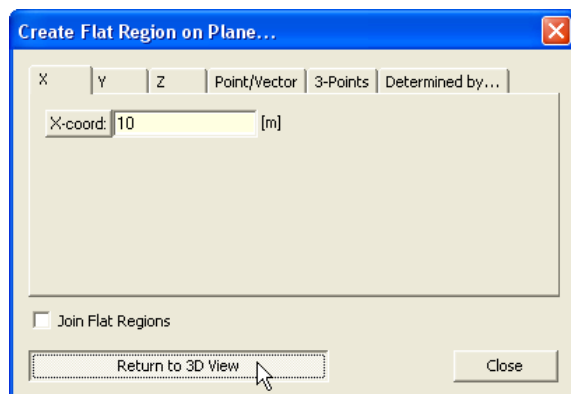 Create Flat Region on Plane...
X Y Z Point/Vector 3-Points Determined by...
X-coord: 10 [m]
Join Flat Regions
Return to 3D View Close